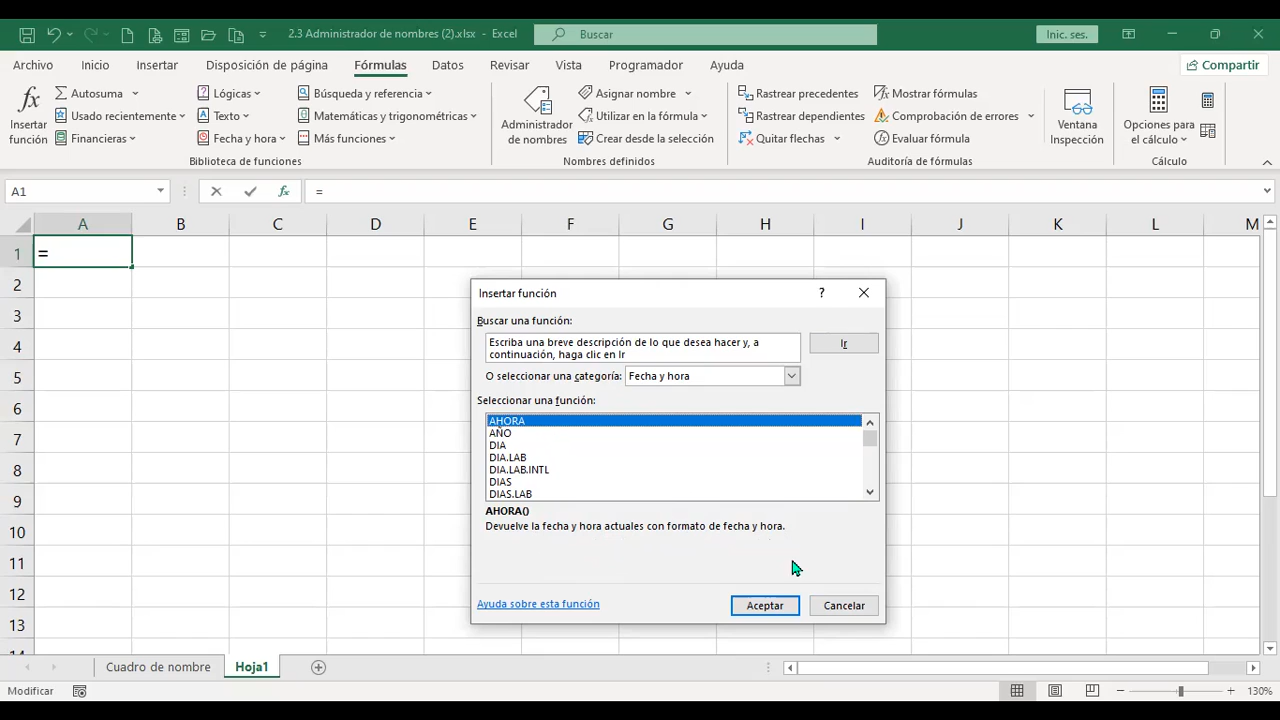 2.3 Administrador de nombres (2).xlsx - Excel
Buscar
Inic. ses.
Archivo Inicio Insertar Disposición de página Fórmulas Datos Revisar Vista Programador Ayuda
Compartir
fx Insertar función
Autosuma
Usado recientemente
Financieras
Lógicas
Texto
Fecha y hora
Búsqueda y referencia
Matemáticas y trigonométricas
Más funciones
Biblioteca de funciones
Administrador de nombres
Asignar nombre
Utilizar en la fórmula
Crear desde la selección
Nombres definidos
Rastrear precedentes
Rastrear dependientes
Quitar flechas
Mostrar fórmulas
Comprobación de errores
Evaluar fórmula
Auditoría de fórmulas
Ventana Inspección
Opciones para el cálculo
Cálculo
A1 fx =
A B C D E F G H I J K L M
1 =
2
3
4
5
6
7
8
9
10
11
12
13
14
Insertar función ?
Buscar una función:
Escriba una breve descripción de lo que desea hacer y, a
continuación, haga clic en Ir
Ir
O seleccionar una categoría: Fecha y hora
Seleccionar una función:
AHORA
AÑO
DIA
DIA.LAB
DIA.LAB.INTL
DIAS
DIAS.LAB
AHORA()
Devuelve la fecha y hora actuales con formato de fecha y hora.
Ayuda sobre esta función
Aceptar Cancelar
Cuadro de nombre Hoja1
Modificar
130%